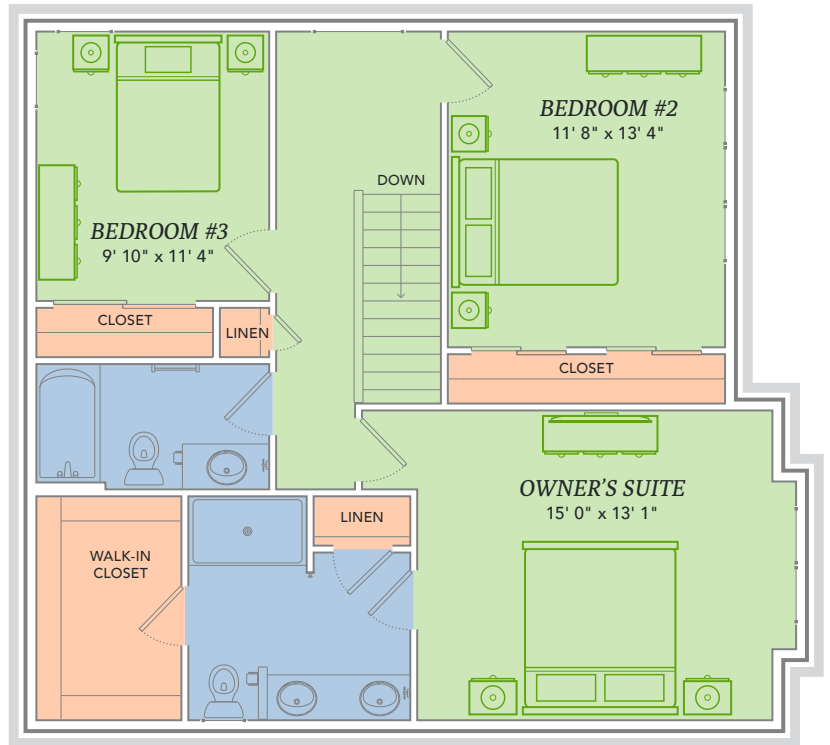 BEDROOM #2
11' 8" x 13' 4"
DOWN
BEDROOM #3
9' 10" x 11' 4"
CLOSET
LINEN
CLOSET
OWNER’S SUITE
15' 0" x 13' 1"
LINEN
WALK-IN
CLOSET